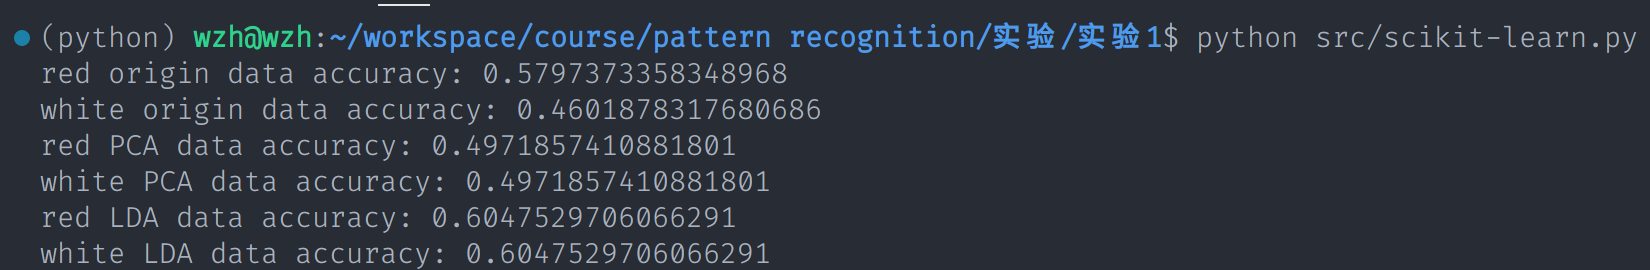 (python) wzh@wzh:~/workspace/course/pattern recognition/实验/实验1$ python src/scikit-learn.py
red origin data accuracy: 0.5797373358348968
white origin data accuracy: 0.4601878317680686
red PCA data accuracy: 0.4971857410881801
white PCA data accuracy: 0.4971857410881801
red LDA data accuracy: 0.6047529706066291
white LDA data accuracy: 0.6047529706066291